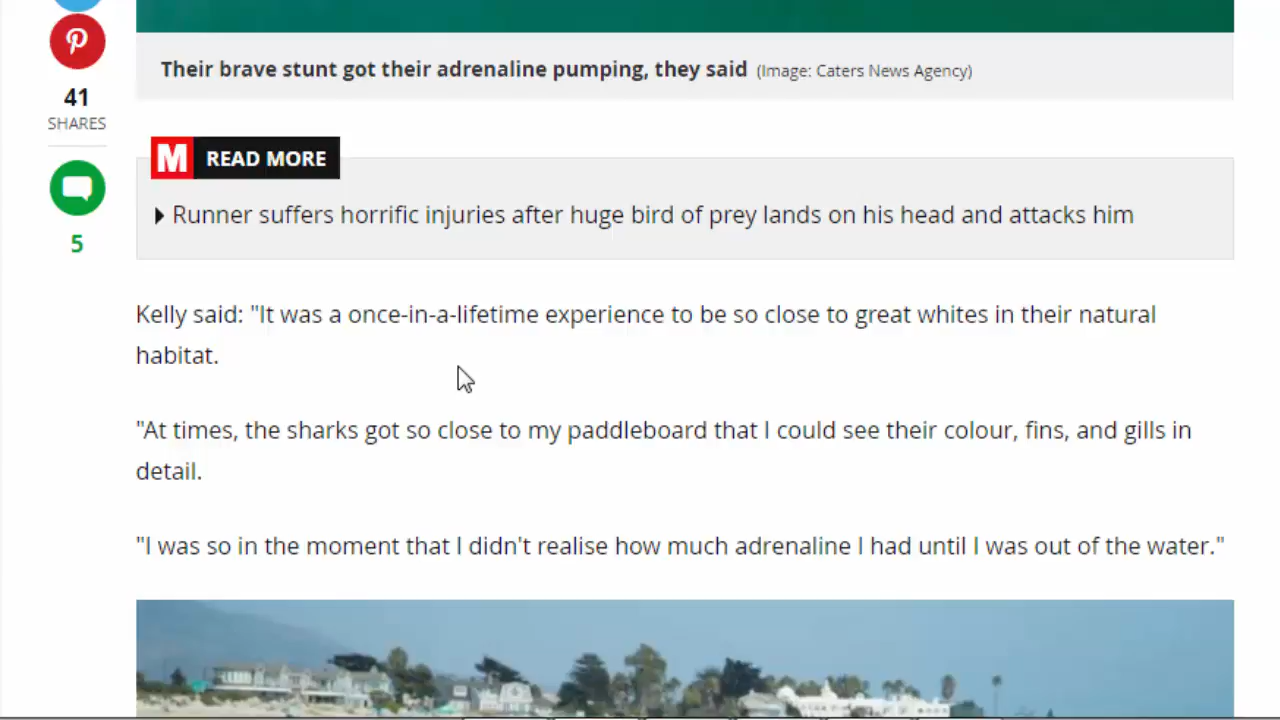 Their brave stunt got their adrenaline pumping, they said (Image: Caters News Agency)
41
SHARES
M READ MORE
Runner suffers horrific injuries after huge bird of prey lands on his head and attacks him
5
Kelly said: "It was a once-in-a-lifetime experience to be so close to great whites in their natural
habitat.
"At times, the sharks got so close to my paddleboard that I could see their colour, fins, and gills in
detail.
"I was so in the moment that I didn't realise how much adrenaline I had until I was out of the water."